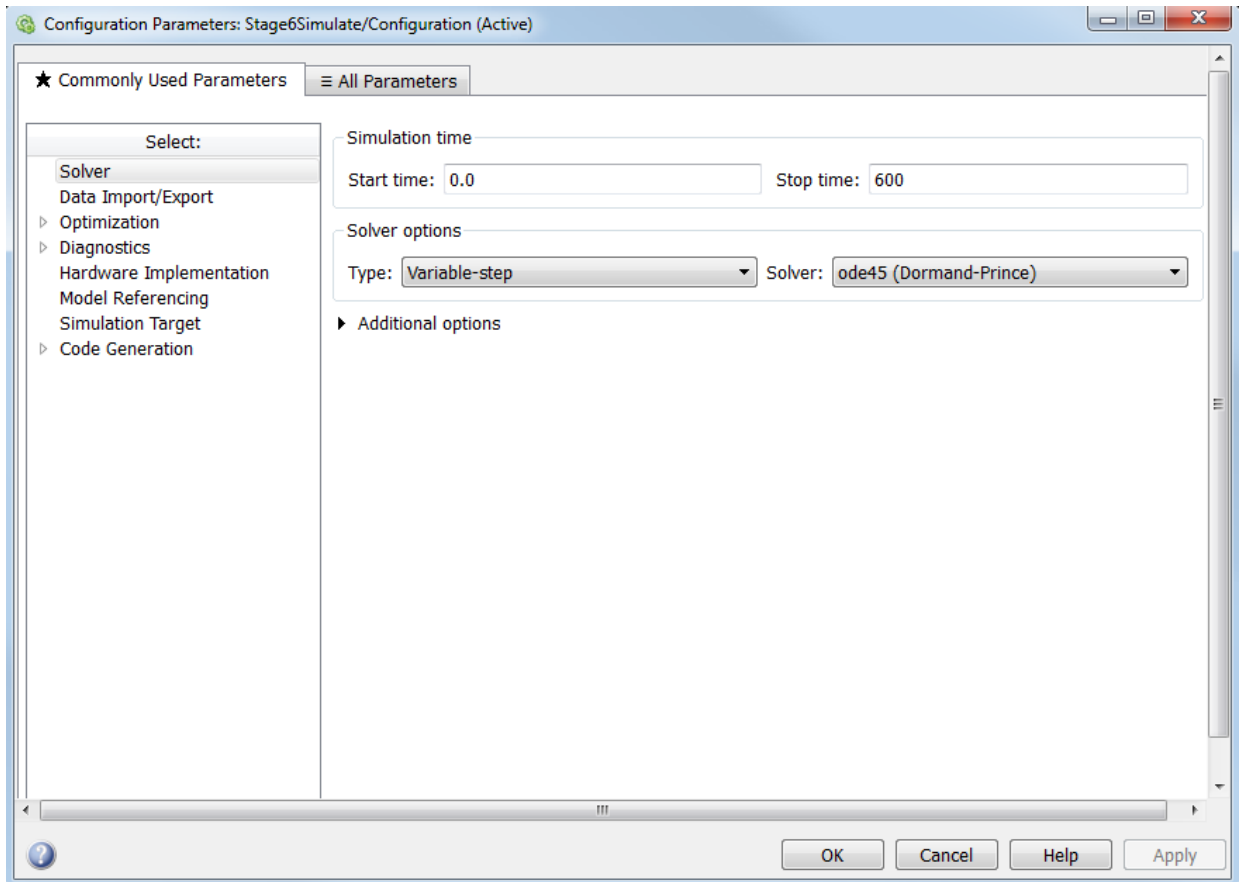 Configuration Parameters: Stage6Simulate/Configuration (Active)
★ Commonly Used Parameters
≡ All Parameters
Select:
Solver
Data Import/Export
Optimization
Diagnostics
Hardware Implementation
Model Referencing
Simulation Target
Code Generation
Simulation time
Start time: 0.0 Stop time: 600
Solver options
Type: Variable-step Solver: ode45 (Dormand-Prince)
Additional options
OK Cancel Help Apply